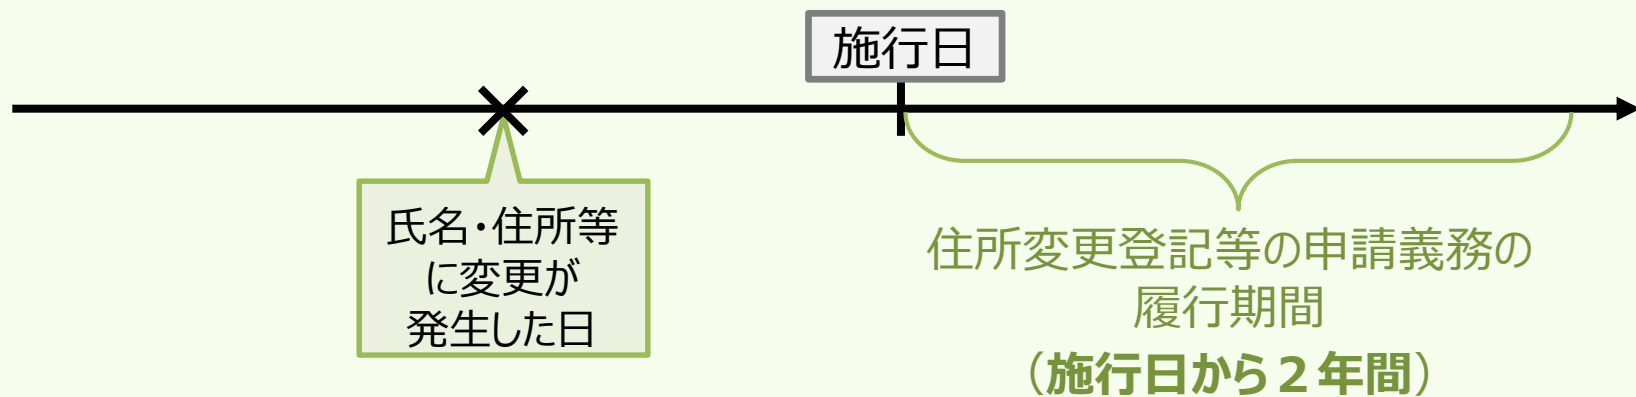 施行日
氏名・住所等
に変更が
発生した日
住所変更登記等の申請義務の
履行期間
（施行日から２年間）